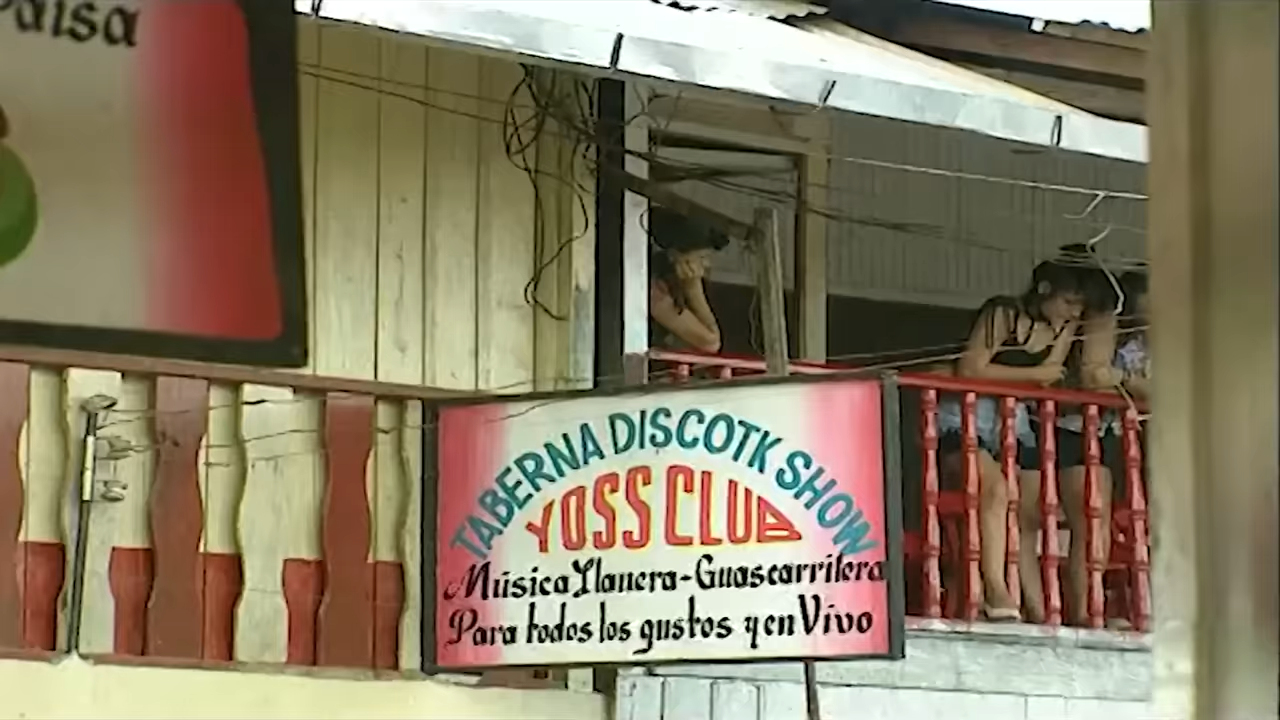 Paisa
TABERNA DISCOTK SHOW
YOSS CLUB
Música Llanera-Guascarrilera
Para todos los gustos y en Vivo